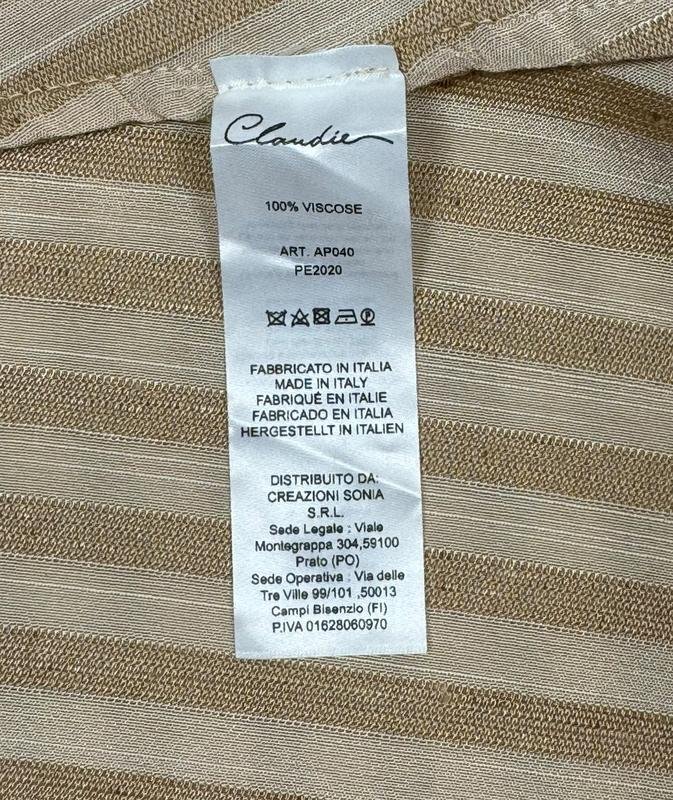 Claudie
100% VISCOSE
ART. AP040
PE2020
FABBRICATO IN ITALIA
MADE IN ITALY
FABRIQUÉ EN ITALIE
FABRICADO EN ITALIA
HERGESTELLT IN ITALIEN
DISTRIBUITO DA:
CREAZIONI SONIA
S.R.L.
Sede Legale : Viale
Montegrappa 304,59100
Prato (PO)
Sede Operativa : Via delle
Tre Ville 99/101 ,50013
Campi Bisenzio (FI)
P.IVA 01628060970